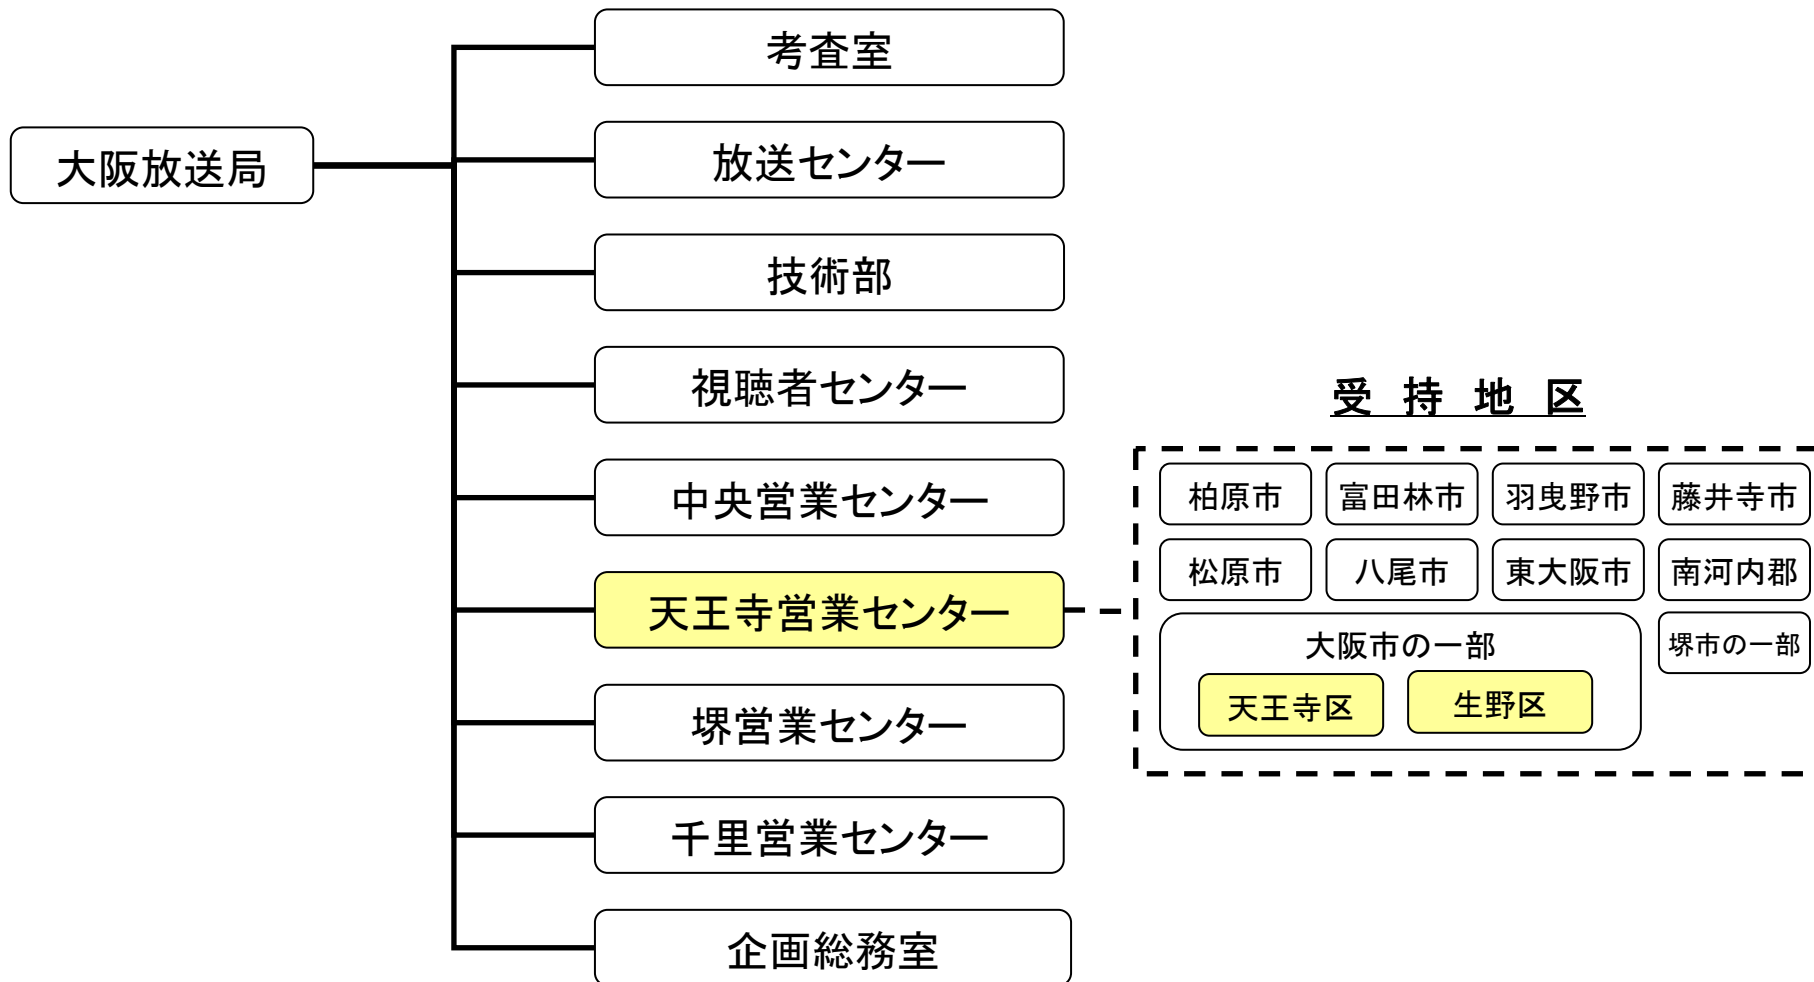 大阪放送局
考査室
放送センター
技術部
視聴者センター
中央営業センター
天王寺営業センター
堺営業センター
千里営業センター
企画総務室
受 持 地 区
柏原市 富田林市 羽曳野市 藤井寺市
松原市 八尾市 東大阪市 南河内郡
大阪市の一部 堺市の一部
天王寺区 生野区